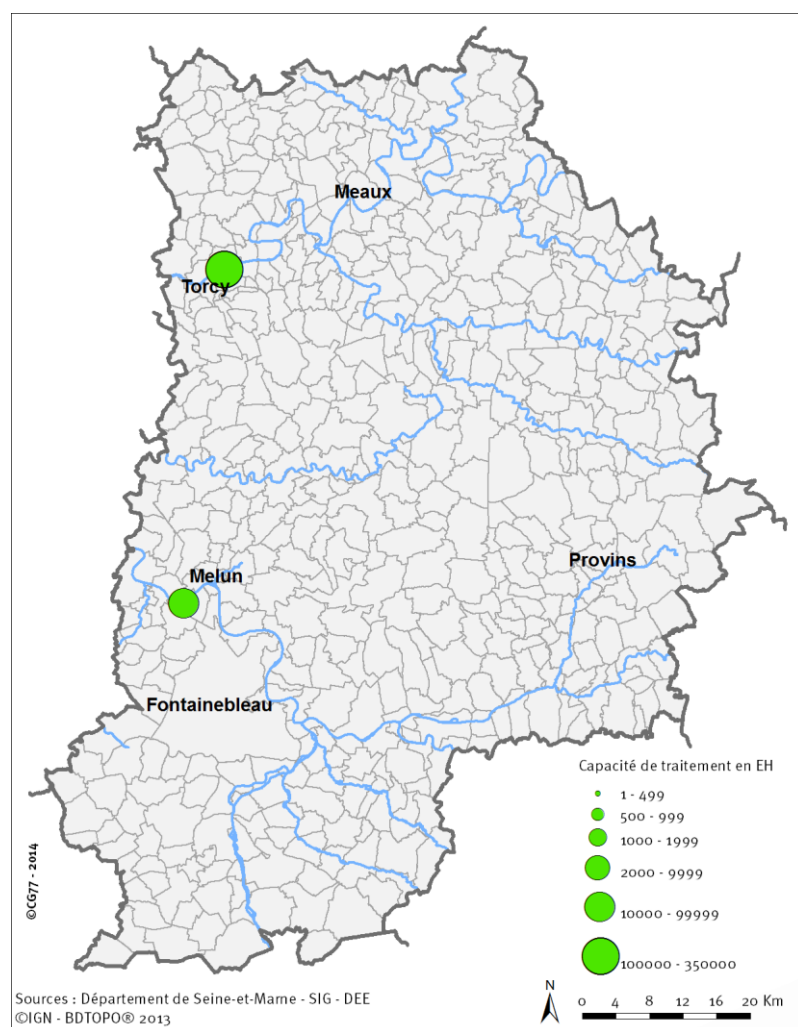 Meaux
Torcy
Provins
Melun
Fontainebleau
Capacité de traitement en EH
1 - 499
500 - 999
1000 - 1999
2000 - 9999
10000 - 99999
100000 - 350000
©CG77 - 2014
N
0 4 8 12 16 20 Km
Sources : Département de Seine-et-Marne - SIG - DEE
©IGN - BDTOPO® 2013